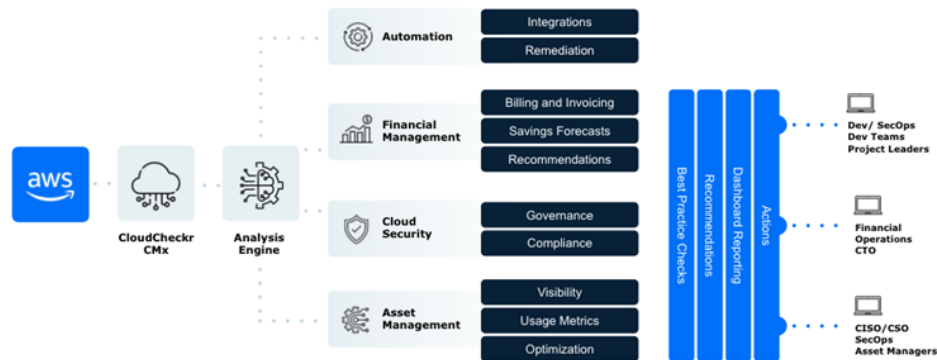 aws
CloudCheckr
CMx
Analysis
Engine
Automation
Integrations
Remediation
Financial
Management
Billing and Invoicing
Savings Forecasts
Recommendations
Cloud
Security
Governance
Compliance
Asset
Management
Visibility
Usage Metrics
Optimization
Best Practice Checks
Recommendations
Dashboard Reporting
Actions
Dev/ SecOps
Dev Teams
Project Leaders
Financial
Operations
CTO
CISO/CSO
SecOps
Asset Managers